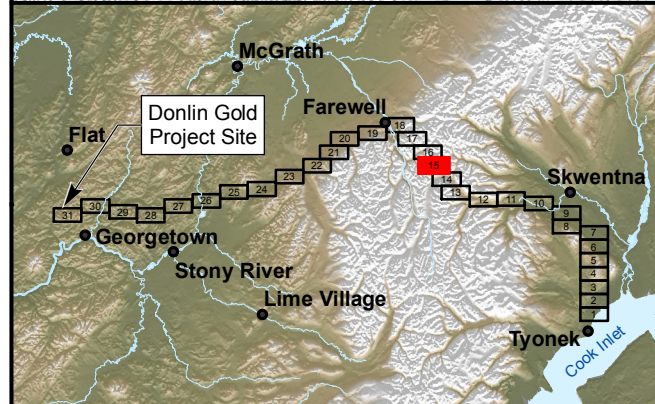 McGrath
Donlin Gold
Project Site
Farewell
Flat
18
19
17
20
21
16
22
15
23
14
24
13
25
12
11
10
Skwentna
26
27
9
28
29
30
31
8
7
Georgetown
6
Stony River
5
4
3
Lime Village
2
1
Tyonek
Cook Inlet